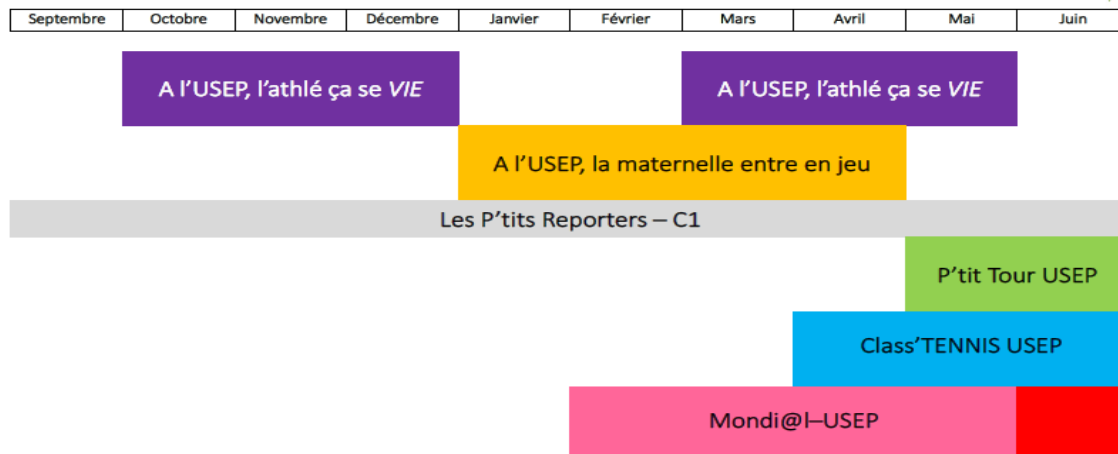 Septembre Octobre Novembre Décembre Janvier Février Mars Avril Mai Juin
A l'USEP, l'athlé ça se VIE A l'USEP, l'athlé ça se VIE
A l'USEP, la maternelle entre en jeu
Les P'tits Reporters – C1
P'tit Tour USEP
Class'TENNIS USEP
Mondi@l–USEP